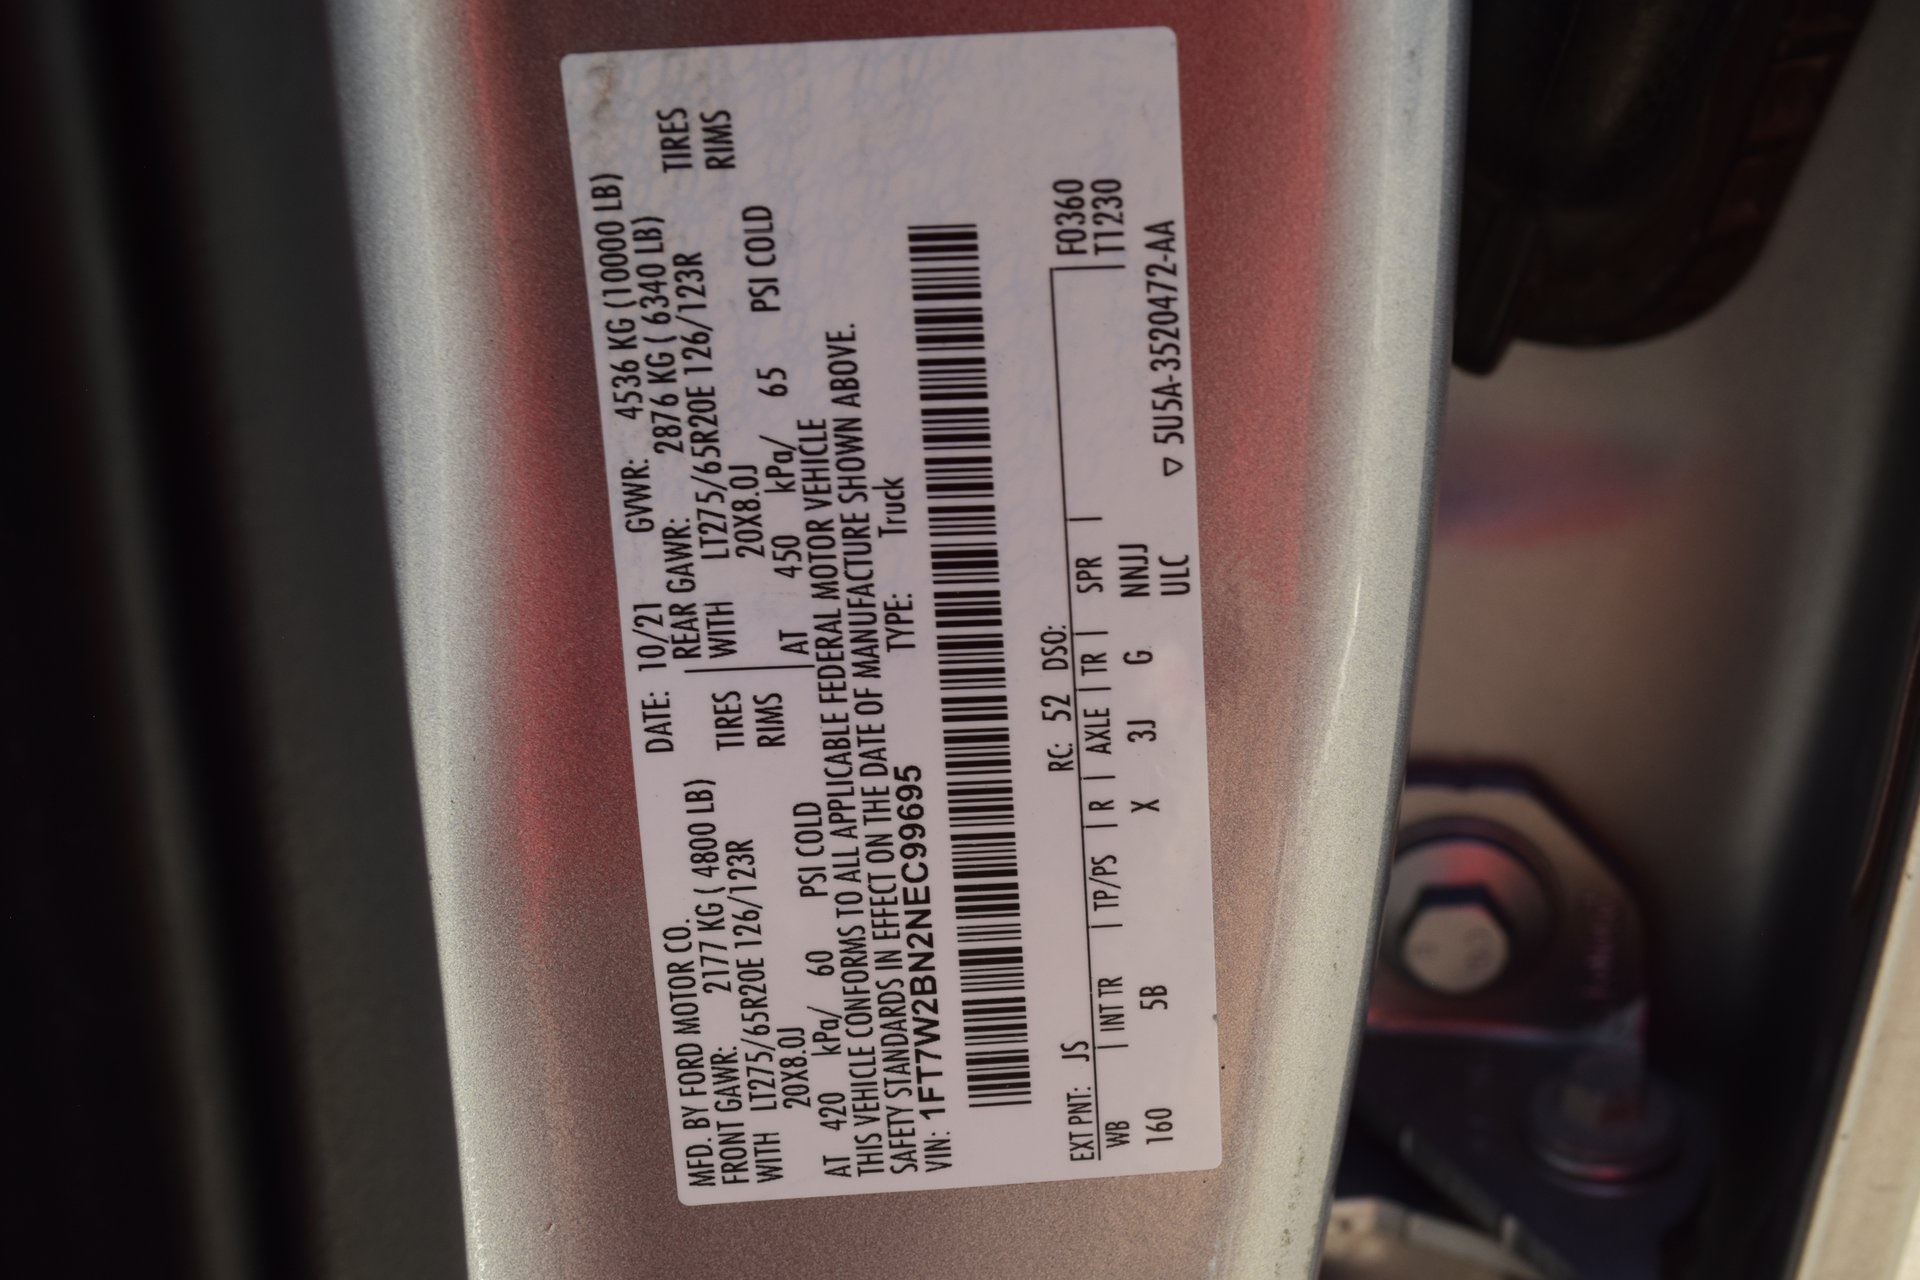 MFD. BY FORD MOTOR CO. DATE: 10/21 GVWR: 4536 KG (10000 LB)
FRONT GAWR: 2177 KG ( 4800 LB) REAR GAWR: 2876 KG ( 6340 LB)
WITH LT275/65R20E 126/123R TIRES WITH LT275/65R20E 126/123R TIRES
20X8.0J RIMS 20X8.0J RIMS
AT 420 kPa/ 60 PSI COLD AT 450 kPa/ 65 PSI COLD
THIS VEHICLE CONFORMS TO ALL APPLICABLE FEDERAL MOTOR VEHICLE
SAFETY STANDARDS IN EFFECT ON THE DATE OF MANUFACTURE SHOWN ABOVE.
VIN: 1FT7W2BN2NEC99695 TYPE: Truck
EXT PNT: JS RC: 52 DSO: F0360
WB | INT TR | TP/PS | R | AXLE | TR | SPR | T1230
160 5B X 3J G NNJJ
ULC ▽ 5U5A-3520472-AA